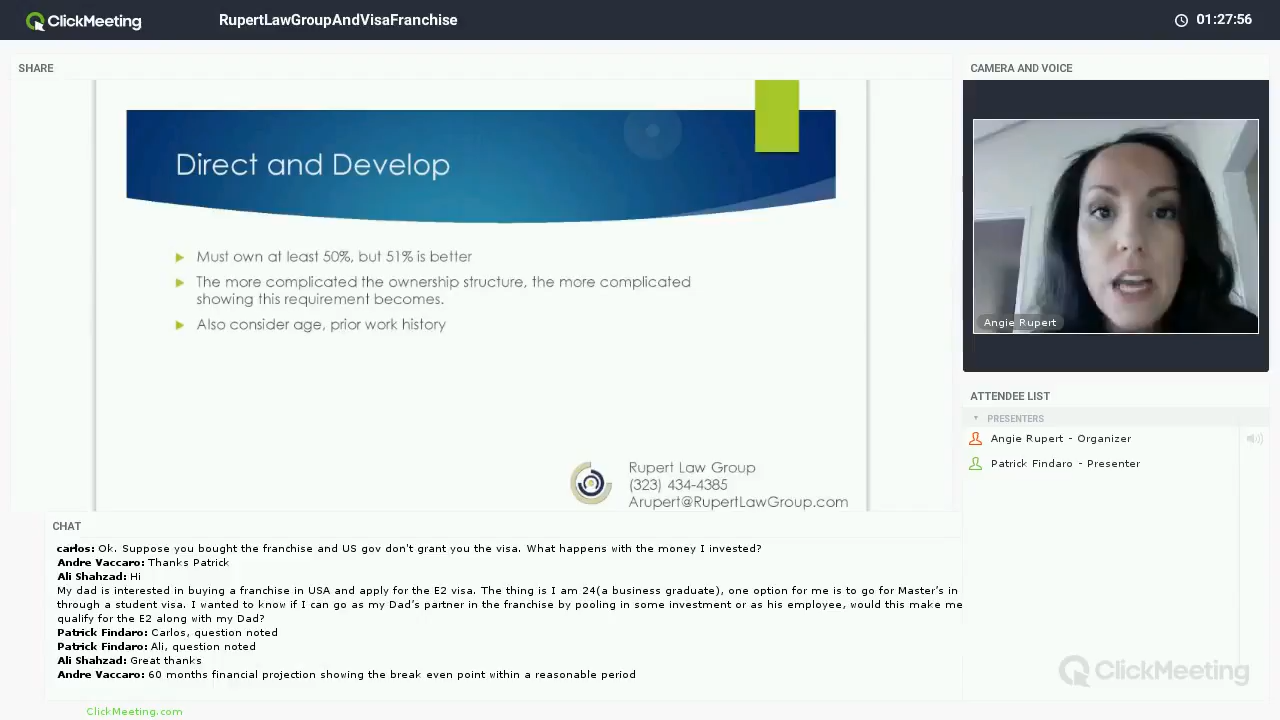 ClickMeeting
RupertLawGroupAndVisaFranchise
01:27:56
SHARE
Direct and Develop
Must own at least 50%, but 51% is better
The more complicated the ownership structure, the more complicated
showing this requirement becomes.
Also consider age, prior work history
Rupert Law Group
(323) 434-4385
Arupert@RupertLawGroup.com
CAMERA AND VOICE
Angie Rupert
ATTENDEE LIST
PRESENTERS
Angie Rupert - Organizer
Patrick Findaro - Presenter
CHAT
carlos: Ok. Suppose you bought the franchise and US gov don't grant you the visa. What happens with the money I invested?
Andre Vaccaro: Thanks Patrick
Ali Shahzad: Hi
My dad is interested in buying a franchise in USA and apply for the E2 visa. The thing is I am 24(a business graduate), one option for me is to go for Master's in
through a student visa. I wanted to know if I can go as my Dad's partner in the franchise by pooling in some investment or as his employee, would this make me
qualify for the E2 along with my Dad?
Patrick Findaro: Carlos, question noted
Patrick Findaro: Ali, question noted
Ali Shahzad: Great thanks
Andre Vaccaro: 60 months financial projection showing the break even point within a reasonable period
ClickMeeting
ClickMeeting.com